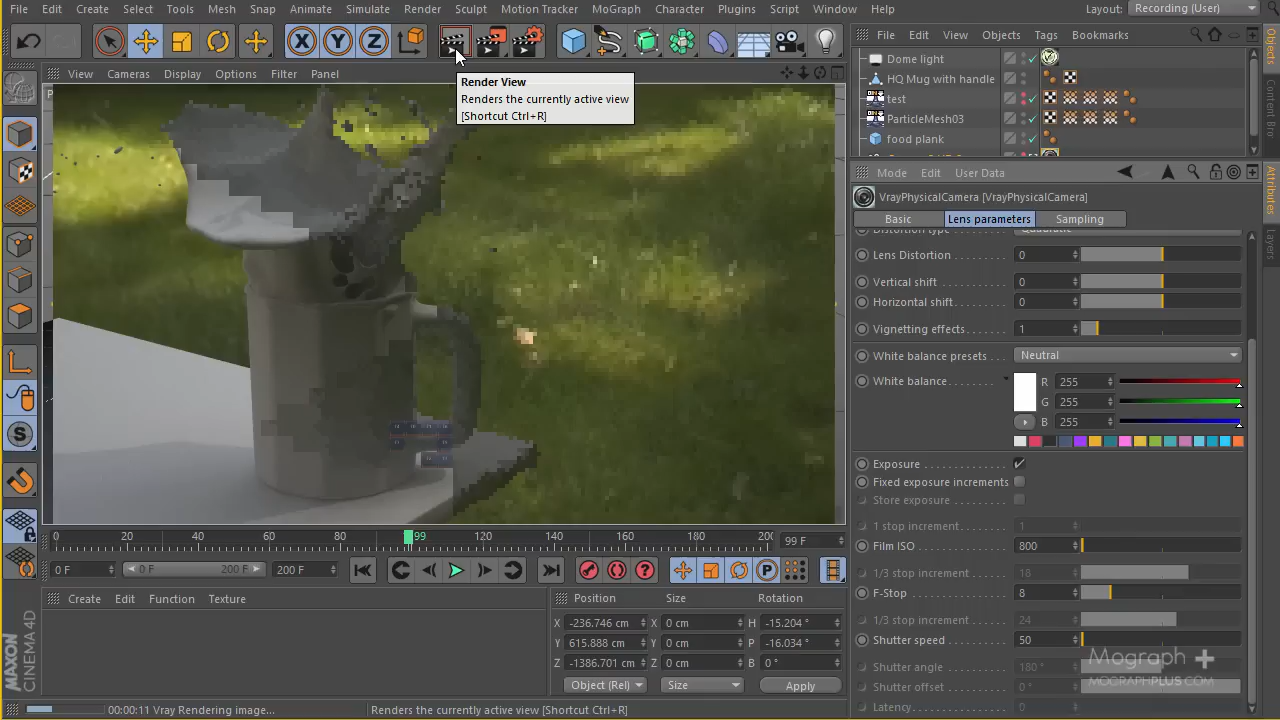 File Edit Create Select Tools Mesh Snap Animate Simulate Render Sculpt Motion Tracker MoGraph Character Plugins Script Window Help Layout: Recording (User)
X Y Z
File Edit View Objects Tags Bookmarks
View Cameras Display Options Filter Panel
Render View
Renders the currently active view
[Shortcut Ctrl+R]
Dome light
HQ Mug with handle
test
ParticleMesh03
food plank
Mode Edit User Data
VrayPhysicalCamera [VrayPhysicalCamera]
Basic Lens parameters Sampling
Distortion type Quadratic
Lens Distortion 0
Vertical shift 0
Horizontal shift 0
Vignetting effects 1
White balance presets Neutral
White balance R 255
G 255
B 255
Exposure
Fixed exposure increments
Store exposure
1 stop increment 1
Film ISO 800
1/3 stop increment 18
F-Stop 8
1/3 stop increment 24
Shutter speed 50
Shutter angle 180 °
Shutter offset 0 °
Latency 0
Objects
Content Bro
Attributes
Layers
0 20 40 60 80 99 120 140 160 180 200 99 F
0 F 0 F 200 F 200 F
P
S
Create Edit Function Texture
Position Size Rotation
X -236.746 cm X 0 cm H -15.204 °
Y 615.888 cm Y 0 cm P -16.034 °
Z -1386.701 cm Z 0 cm B 0 °
Object (Rel) Size Apply
MAXON
CINEMA 4D
Mograph +
MOGRAPHPLUS.COM
00:00:11 Vray Rendering image... Renders the currently active view [Shortcut Ctrl+R]